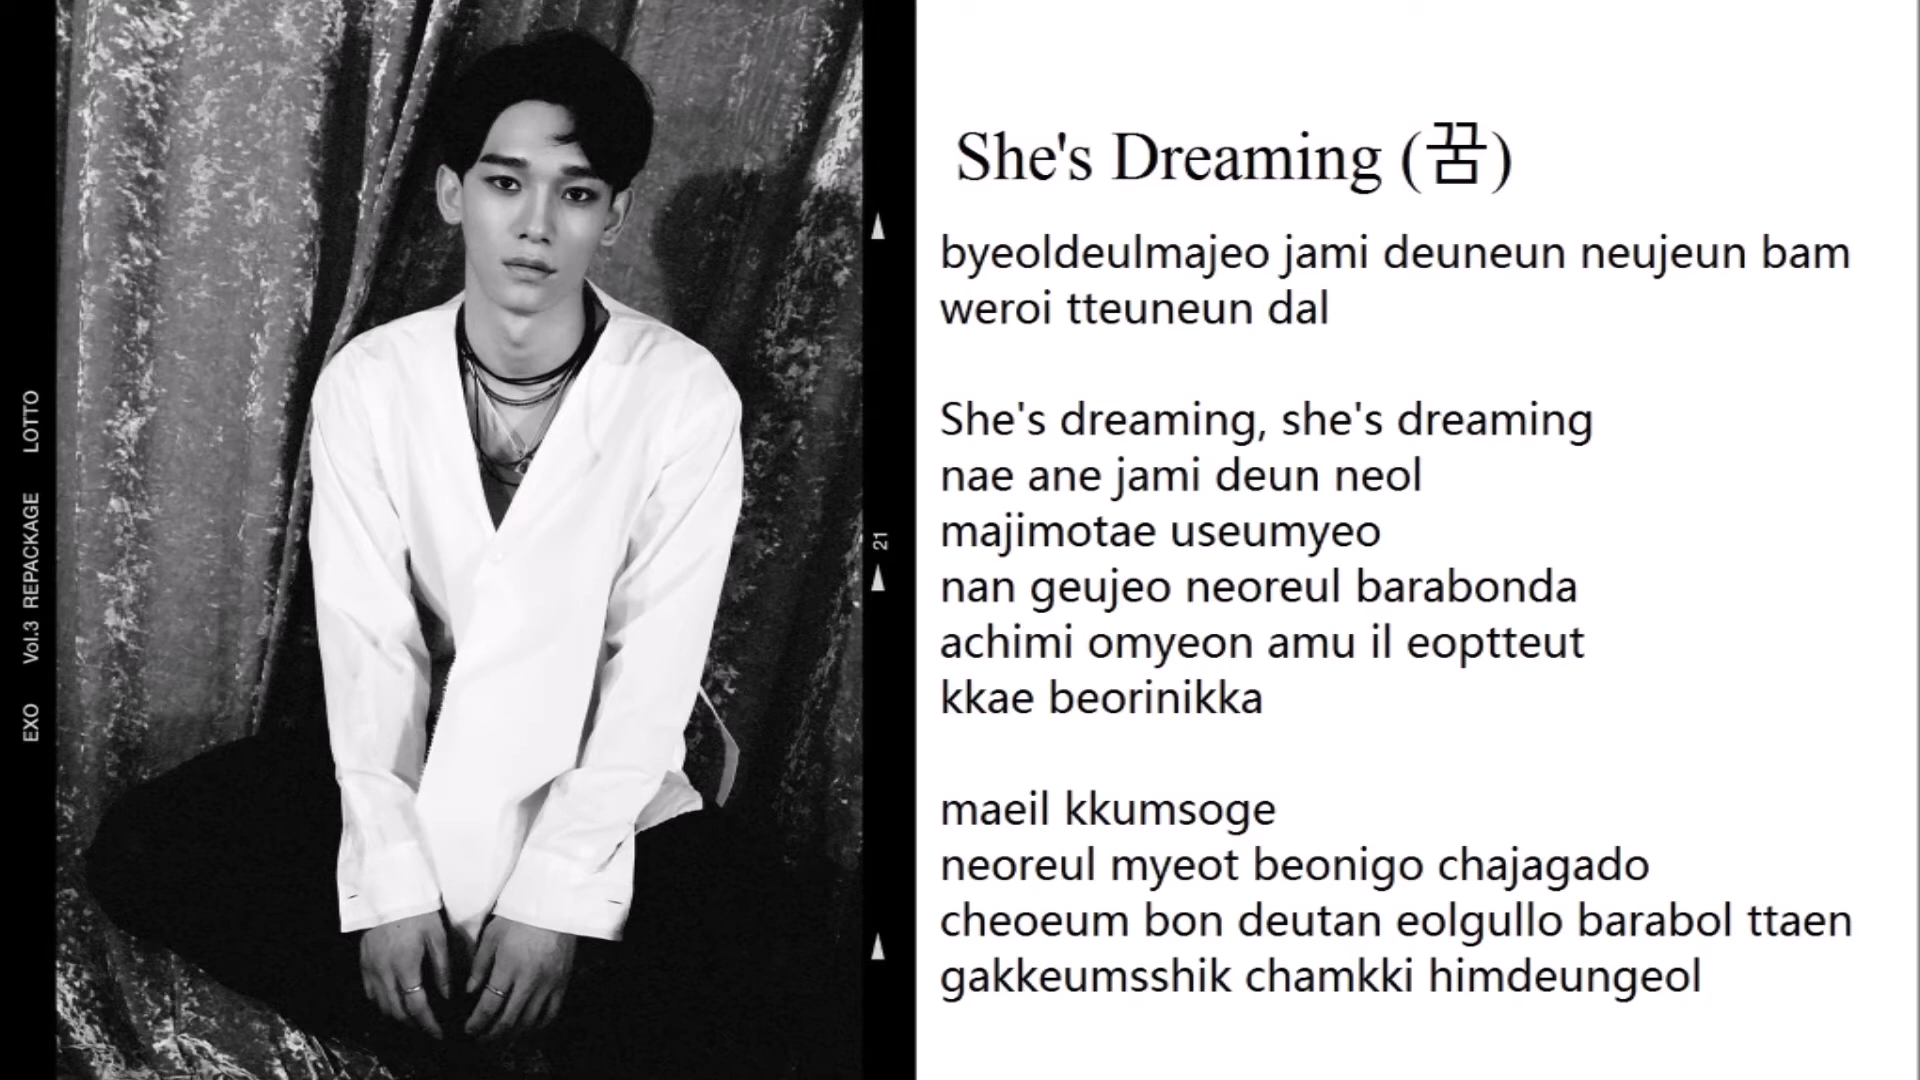 EXO Vol.3 REPACKAGE LOTTO
21
She's Dreaming (꿈)
byeoldeulmajeo jami deuneun neujeun bam
weroi tteuneun dal
She's dreaming, she's dreaming
nae ane jami deun neol
majimotae useumyeo
nan geujeo neoreul barabonda
achimi omyeon amu il eoptteut
kkae beorinikka
maeil kkumsoge
neoreul myeot beonigo chajagado
cheoeum bon deutan eolgullo barabol ttaen
gakkeumsshik chamkki himdeungeol